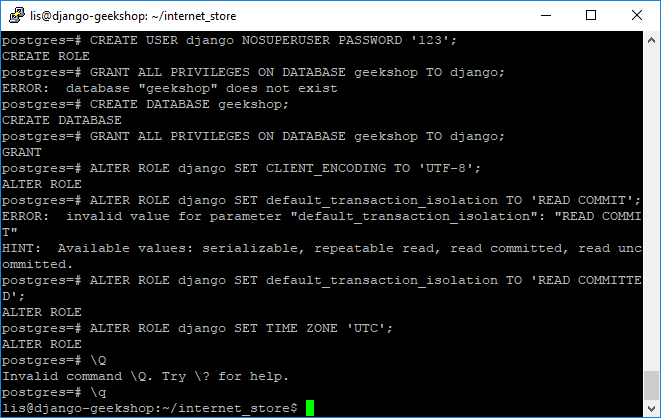 lis@django-geekshop: ~/internet_store
postgres=# CREATE USER django NOSUPERUSER PASSWORD '123';
CREATE ROLE
postgres=# GRANT ALL PRIVILEGES ON DATABASE geekshop TO django;
ERROR:  database "geekshop" does not exist
postgres=# CREATE DATABASE geekshop;
CREATE DATABASE
postgres=# GRANT ALL PRIVILEGES ON DATABASE geekshop TO django;
GRANT
postgres=# ALTER ROLE django SET CLIENT_ENCODING TO 'UTF-8';
ALTER ROLE
postgres=# ALTER ROLE django SET default_transaction_isolation TO 'READ COMMIT';
ERROR:  invalid value for parameter "default_transaction_isolation": "READ COMMI
T"
HINT:  Available values: serializable, repeatable read, read committed, read unc
ommitted.
postgres=# ALTER ROLE django SET default_transaction_isolation TO 'READ COMMITTE
D';
ALTER ROLE
postgres=# ALTER ROLE django SET TIME ZONE 'UTC';
ALTER ROLE
postgres=# \Q
Invalid command \Q. Try \? for help.
postgres=# \q
lis@django-geekshop:~/internet_store$